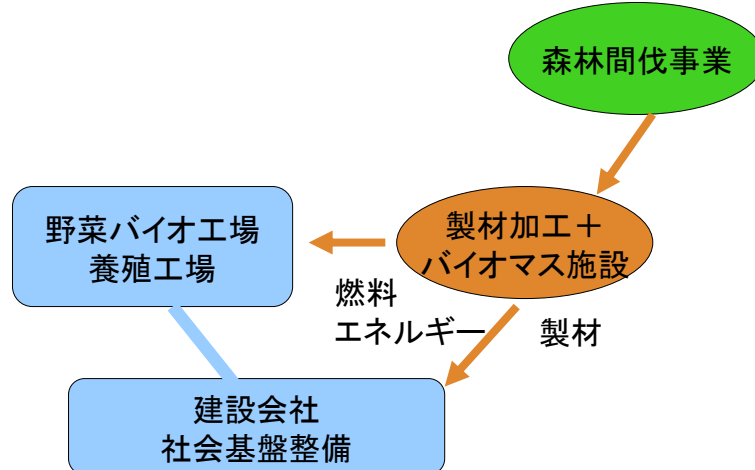 森林間伐事業
製材加工＋
バイオマス施設
野菜バイオ工場
養殖工場
燃料
エネルギー
製材
建設会社
社会基盤整備